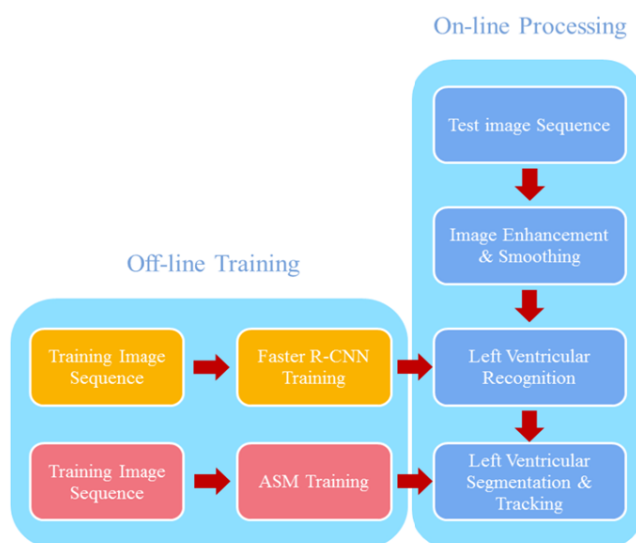 On-line Processing
Test image Sequence
Image Enhancement
& Smoothing
Off-line Training
Training Image
Sequence
Faster R-CNN
Training
Left Ventricular
Recognition
Training Image
Sequence
ASM Training
Left Ventricular
Segmentation &
Tracking